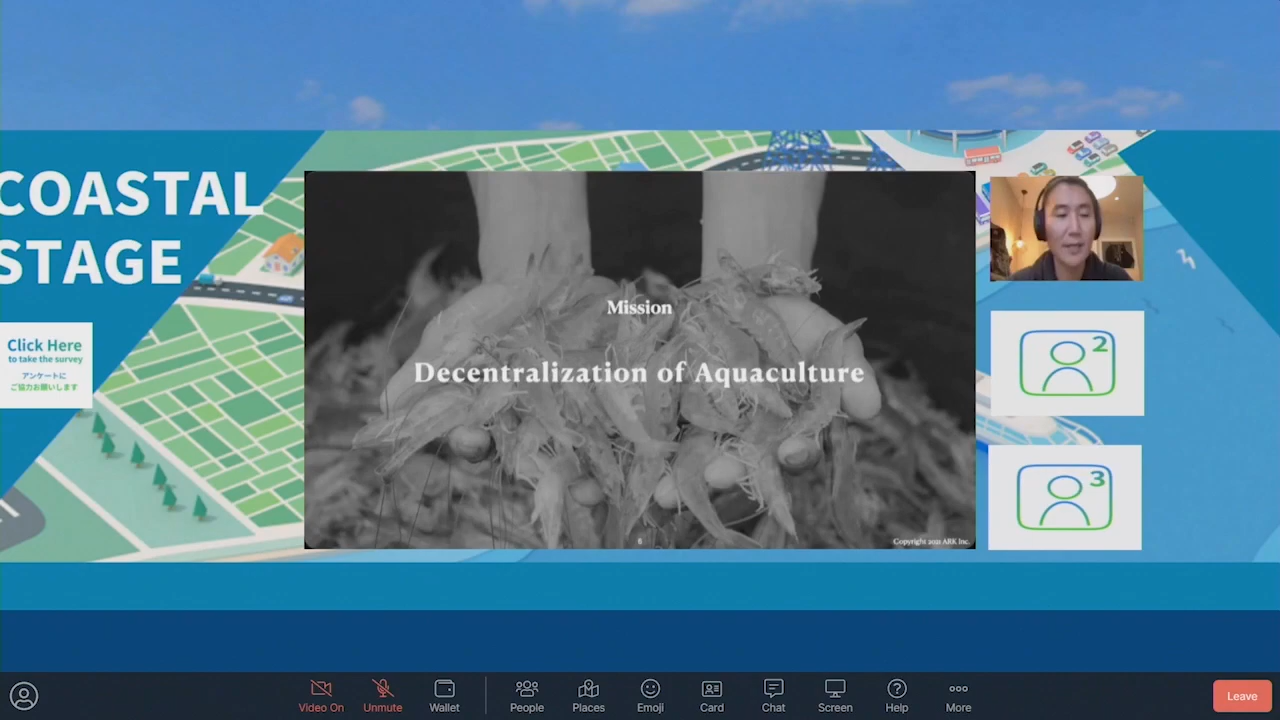 COASTAL
STAGE
Click Here
to take the survey
アンケートに
ご協力お願いします
Mission
Decentralization of Aquaculture
6
Copyright 2021 ARK Inc.
2
3
Video On
Unmute
Wallet
People
Places
Emoji
Card
Chat
Screen
Help
More
Leave